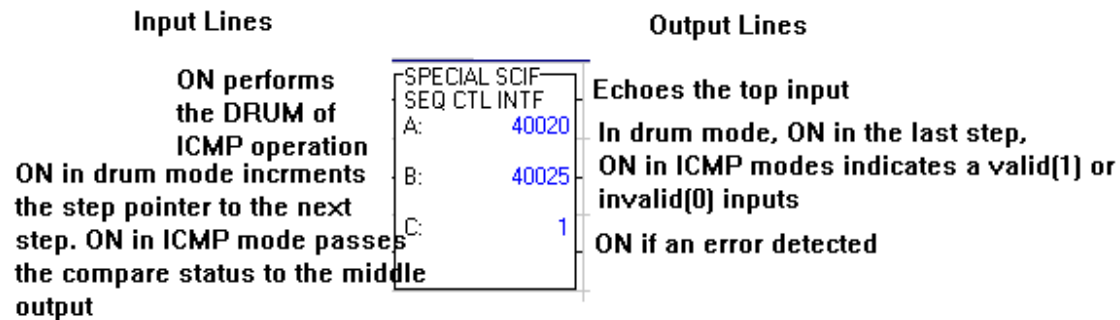 Input Lines
Output Lines
ON performs
the DRUM of
ICMP operation
ON in drum mode incrments
the step pointer to the next
step. ON in ICMP mode passes
the compare status to the middle
output
SPECIAL SCIF
SEQ CTL INTF
A: 40020
B: 40025
C: 1
Echoes the top input
In drum mode, ON in the last step,
ON in ICMP modes indicates a valid(1) or
invalid(0) inputs
ON if an error detected